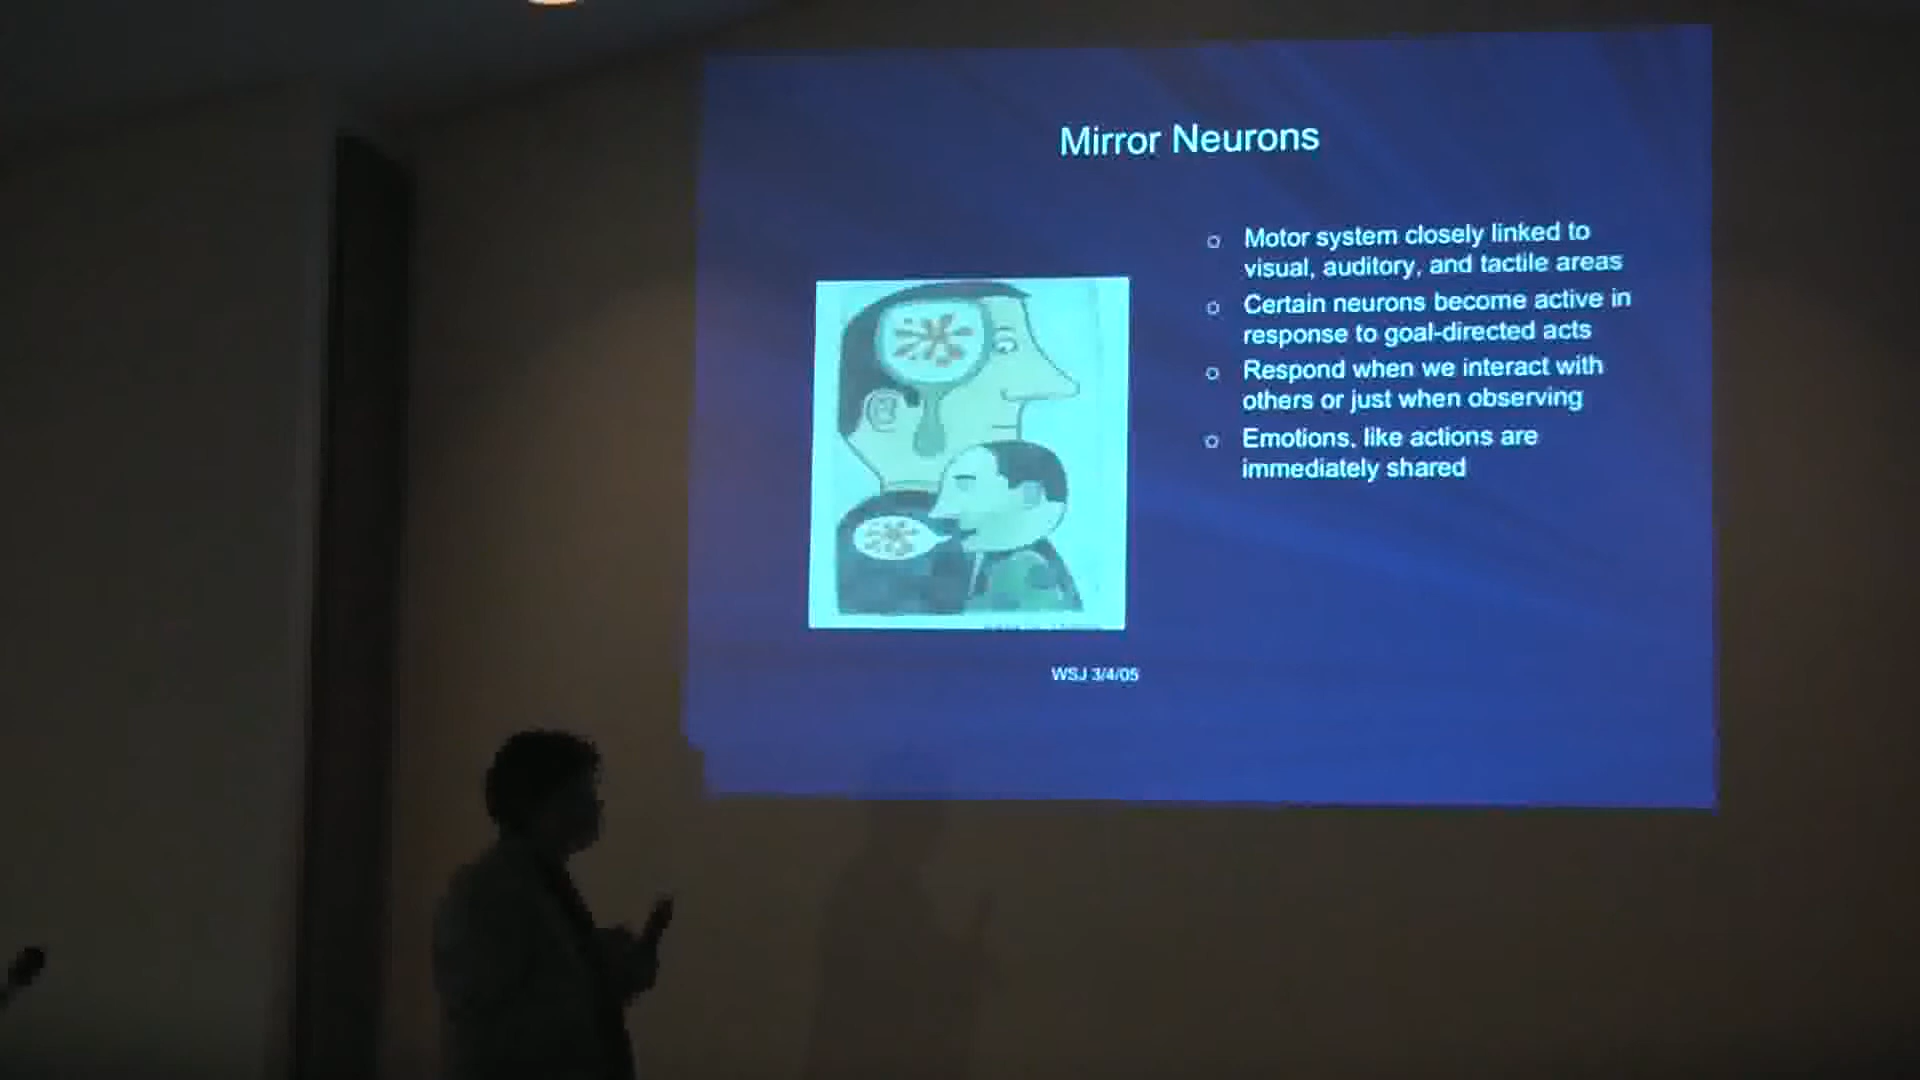 Mirror Neurons
Motor system closely linked to
visual, auditory, and tactile areas
Certain neurons become active in
response to goal-directed acts
Respond when we interact with
others or just when observing
Emotions, like actions are
immediately shared
WSJ 3/4/05